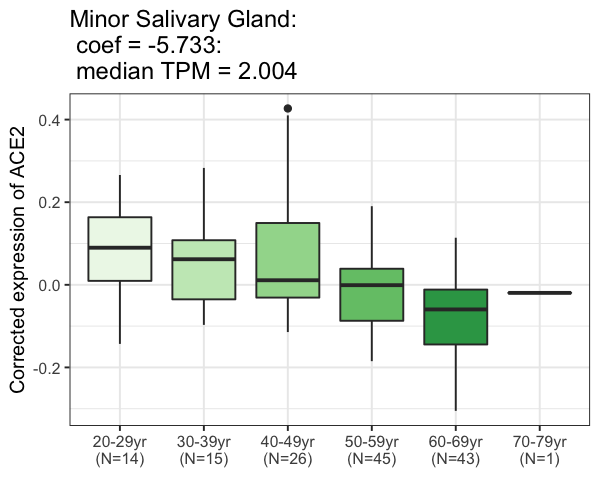 Minor Salivary Gland:
coef = -5.733:
median TPM = 2.004
Corrected expression of ACE2
0.4
0.2
0.0
-0.2
20-29yr 30-39yr 40-49yr 50-59yr 60-69yr 70-79yr
(N=14) (N=15) (N=26) (N=45) (N=43) (N=1)